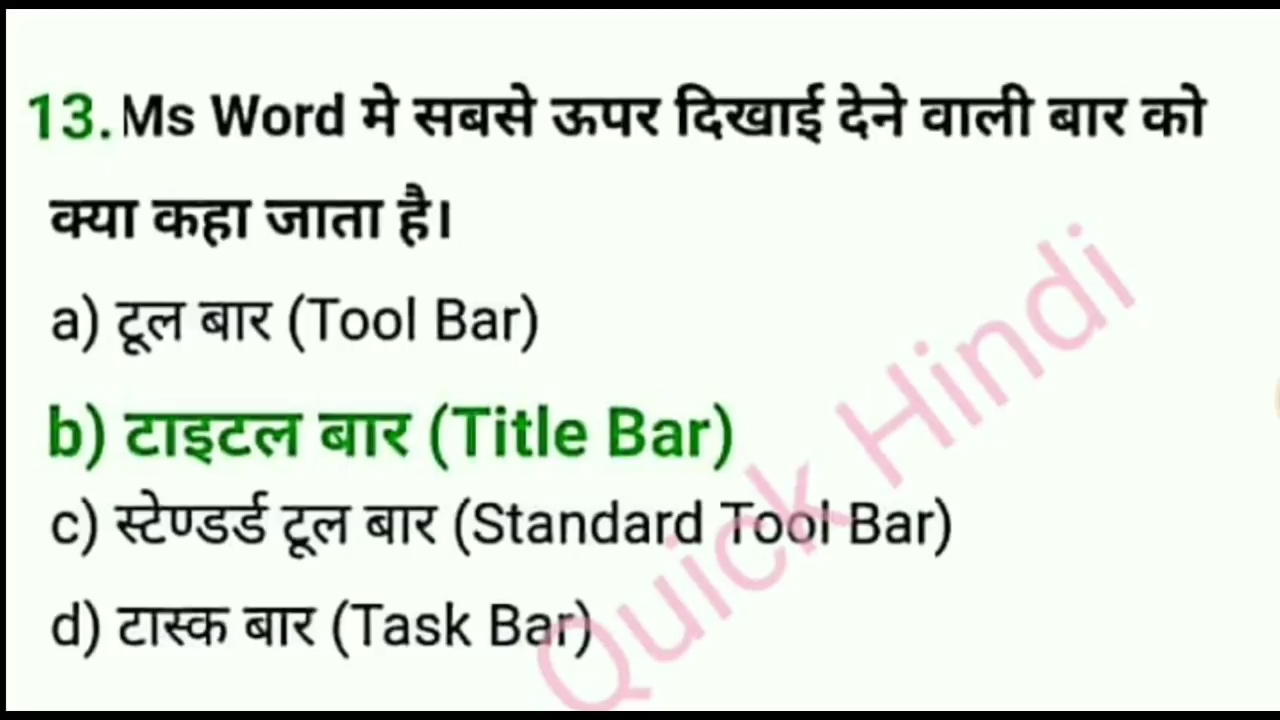 13. Ms Word मे सबसे ऊपर दिखाई देने वाली बार को
क्या कहा जाता है।
a) टूल बार (Tool Bar)
b) टाइटल बार (Title Bar)
c) स्टेण्डर्ड टूल बार (Standard Tool Bar)
d) टास्क बार (Task Bar)
Quick Hindi